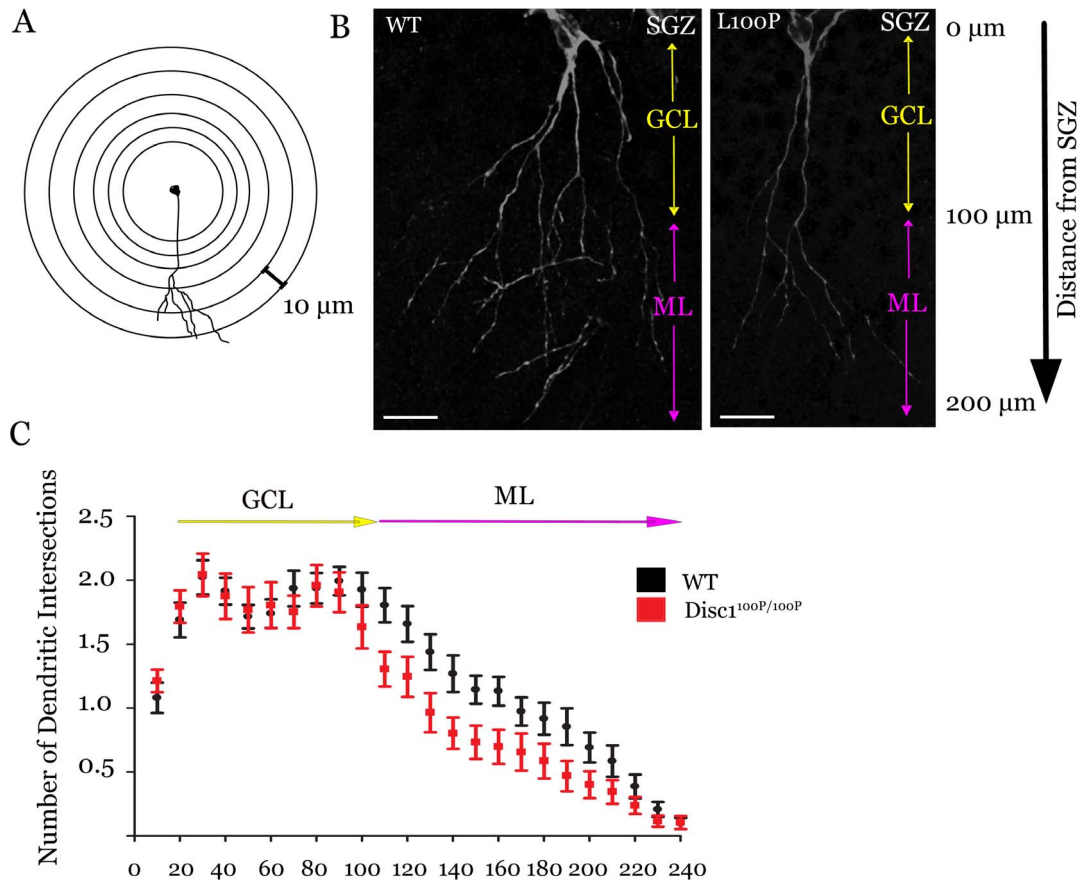 A
10 µm
B
WT
SGZ
GCL
ML
L100P
SGZ
GCL
ML
0 µm
100 µm
200 µm
Distance from SGZ
C
GCL
ML
Number of Dendritic Intersections
2.5
2.0
1.5
1.0
0.5
WT
Disc1¹⁰⁰ᴾ/¹⁰⁰ᴾ
0 20 40 60 80 100 120 140 160 180 200 220 240